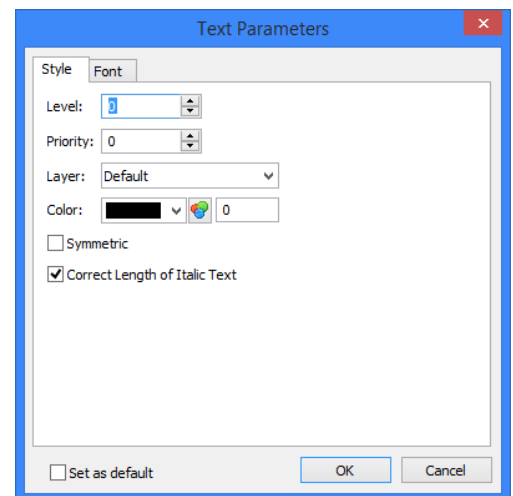 Text Parameters
Style Font
Level: 0
Priority: 0
Layer: Default
Color: 0
Symmetric
Correct Length of Italic Text
Set as default OK Cancel